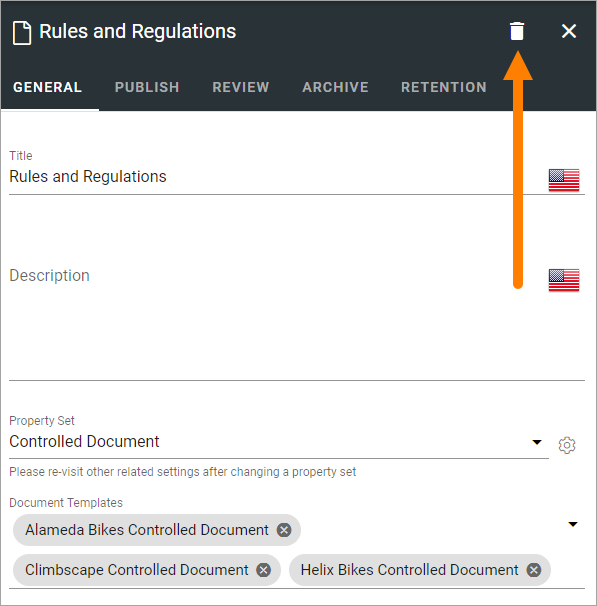 Rules and Regulations
GENERAL PUBLISH REVIEW ARCHIVE RETENTION
Title
Rules and Regulations
Description
Property Set
Controlled Document
Please re-visit other related settings after changing a property set
Document Templates
Alameda Bikes Controlled Document
Climbscape Controlled Document Helix Bikes Controlled Document